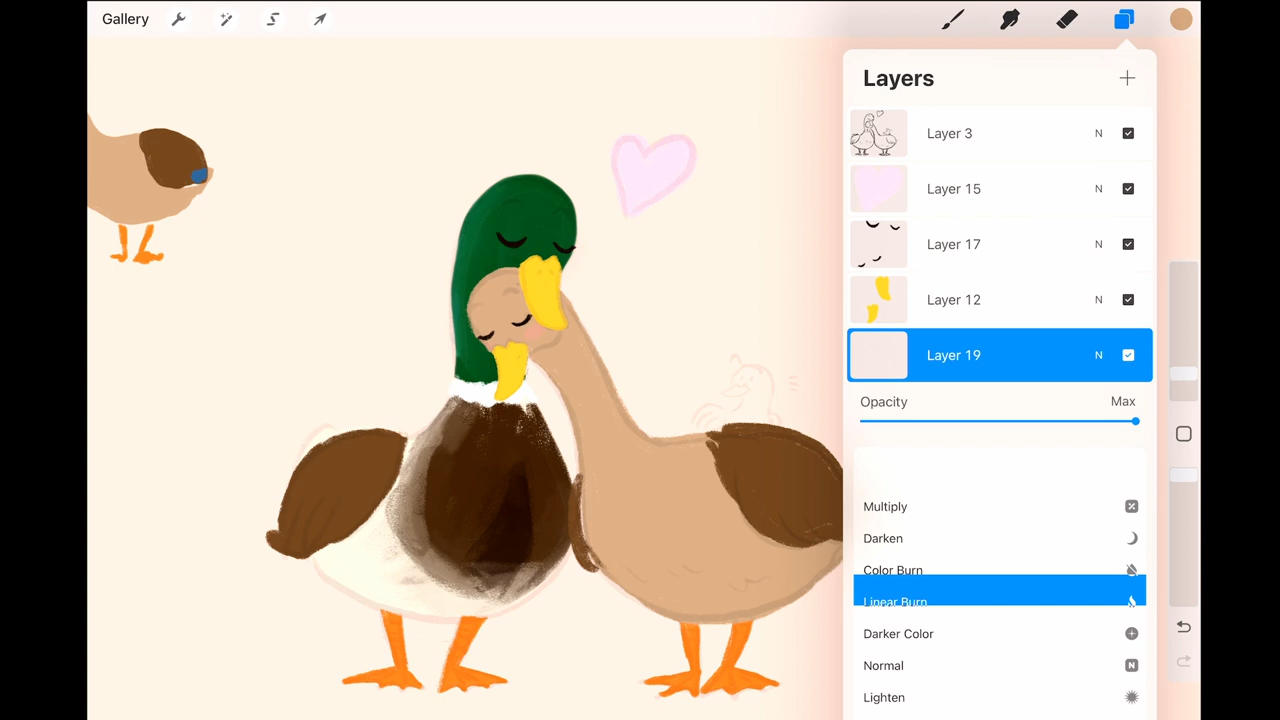 Gallery
Layers
Layer 3 N
Layer 15 N
Layer 17 N
Layer 12 N
Layer 19 N
Opacity Max
Multiply
Darken
Color Burn
Linear Burn
Darker Color
Normal N
Lighten